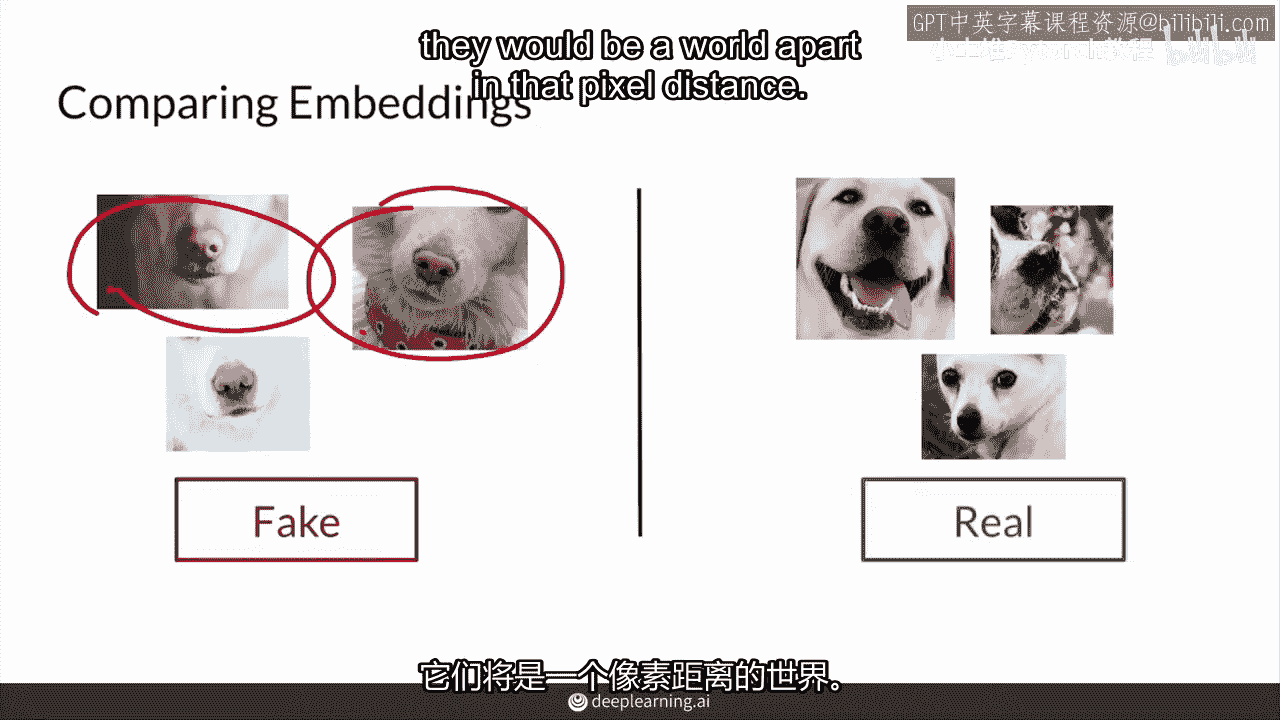 GPT中英字幕课程资源@bilibili.com
they would be a world apart
in that pixel distance.
Comparing Embeddings
Fake
Real
它们将是一个像素距离的世界。
deeplearning.ai